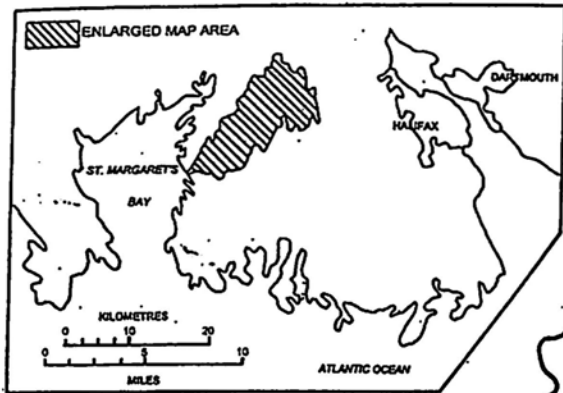 ENLARGED MAP AREA
DARTMOUTH
HALIFAX
ST. MARGARET'S
BAY
KILOMETRES
0 10 20
0 5 10
MILES
ATLANTIC OCEAN